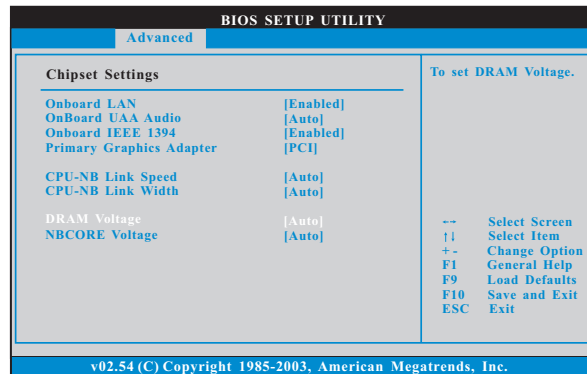 BIOS SETUP UTILITY
Advanced
Chipset Settings
Onboard LAN [Enabled]
OnBoard UAA Audio [Auto]
Onboard IEEE 1394 [Enabled]
Primary Graphics Adapter [PCI]
CPU-NB Link Speed [Auto]
CPU-NB Link Width [Auto]
DRAM Voltage [Auto]
NBCORE Voltage [Auto]
To set DRAM Voltage.
←→ Select Screen
↑↓ Select Item
+ - Change Option
F1 General Help
F9 Load Defaults
F10 Save and Exit
ESC Exit
v02.54 (C) Copyright 1985-2003, American Megatrends, Inc.